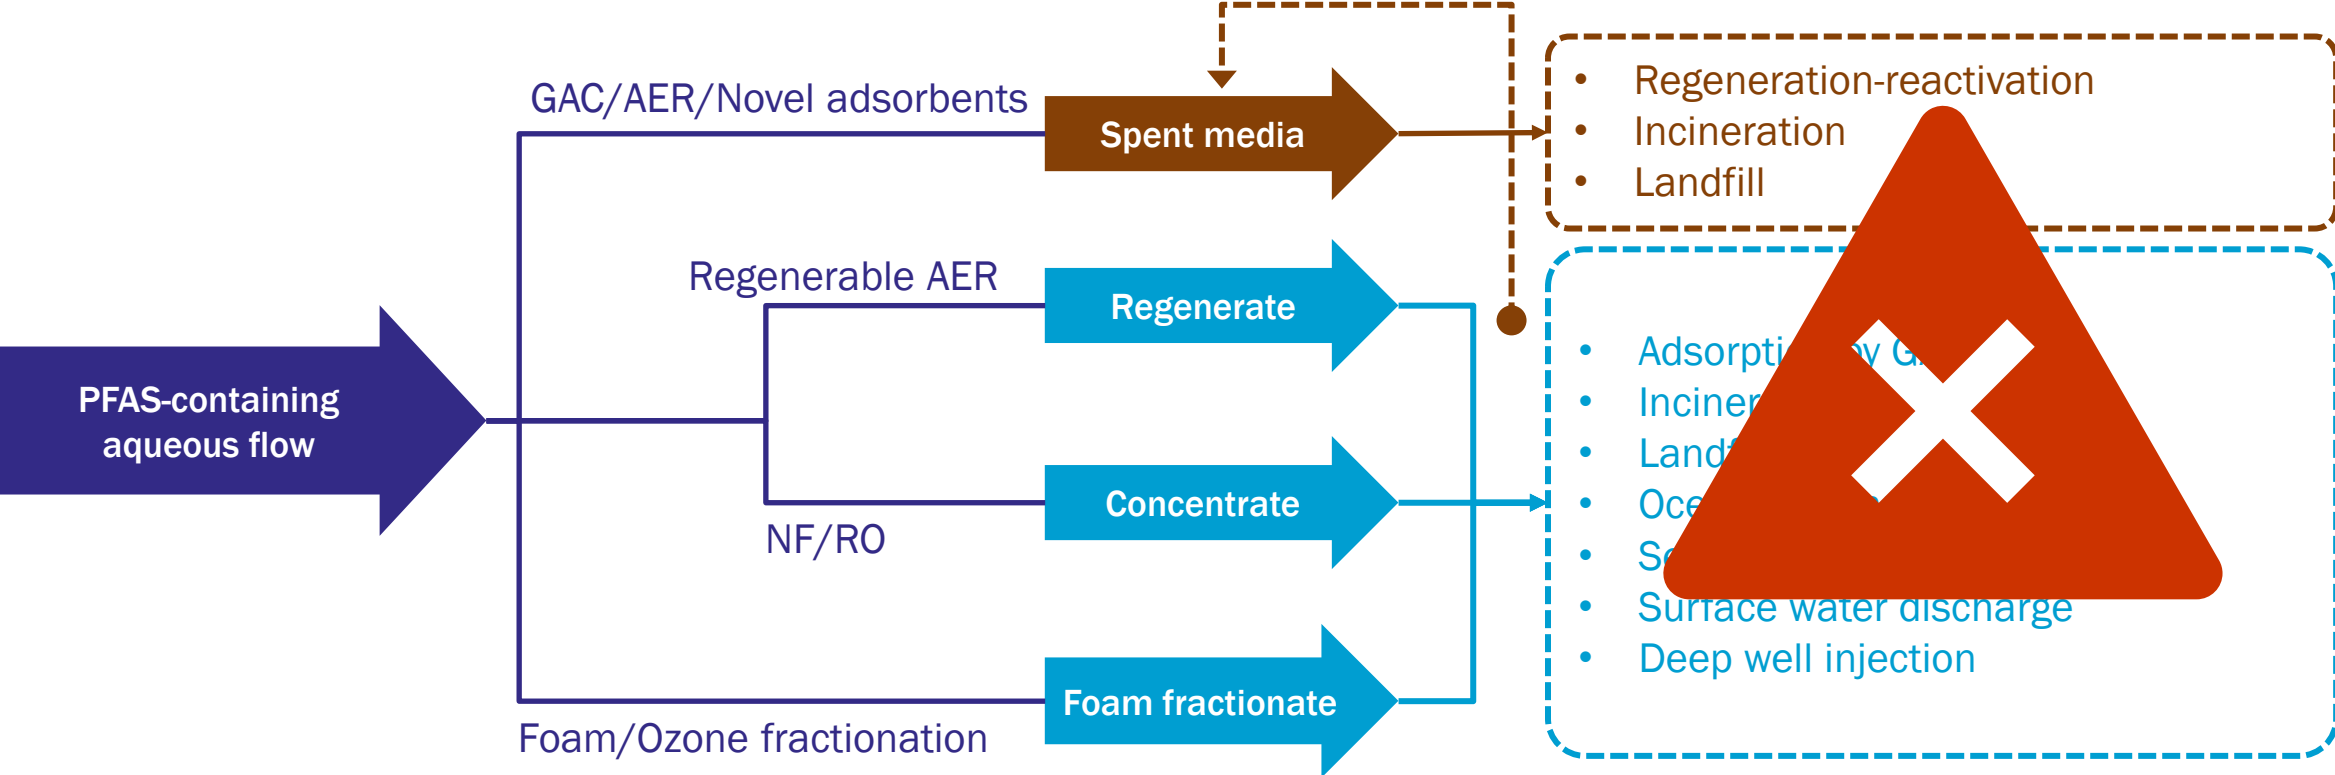 GAC/AER/Novel adsorbents
Spent media
• Regeneration-reactivation
• Incineration
• Landfill
Regenerable AER
Regenerate
PFAS-containing
aqueous flow
Concentrate
NF/RO
Foam fractionate
Foam/Ozone fractionation
•
•
•
•
•
• Surface water discharge
• Deep well injection